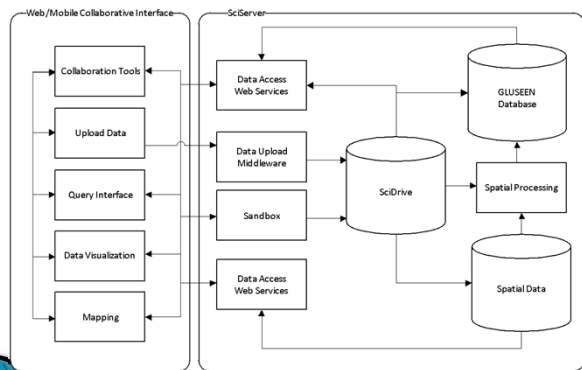 Web/Mobile Collaborative Interface
Collaboration Tools
Upload Data
Query Interface
Data Visualization
Mapping
SciServer
Data Access
Web Services
Data Upload
Middleware
Sandbox
Data Access
Web Services
SciDrive
GLUSEEN
Database
Spatial Processing
Spatial Data